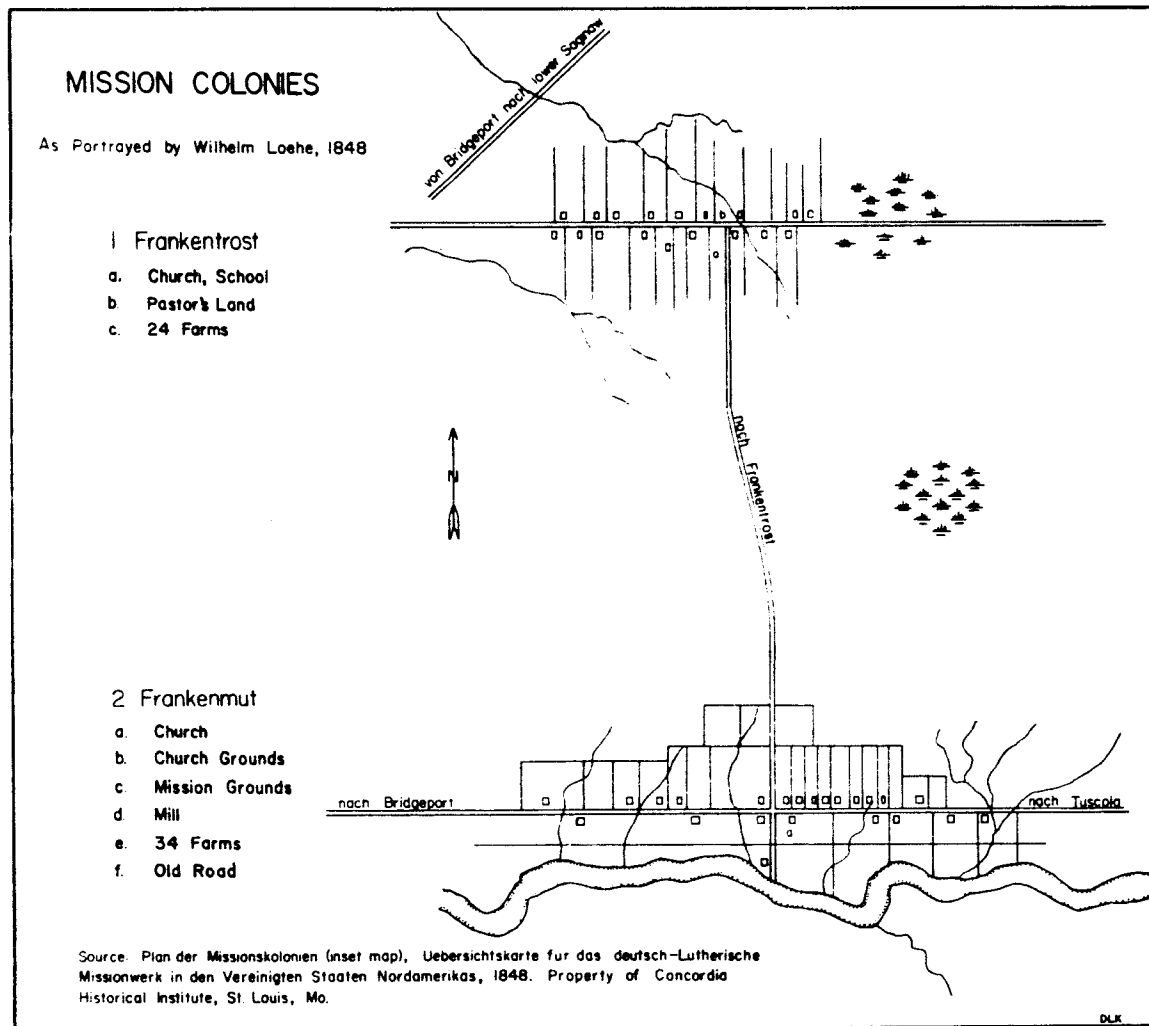 MISSION COLONIES
As Portrayed by Wilhelm Loehe, 1848
von Bridgeport nach lower Saginaw
1 Frankentrost
a. Church, School
b. Pastor's Land
c. 24 Farms
b
c
N
nach Frankentrost
2 Frankenmut
a. Church
b. Church Grounds
c. Mission Grounds
d. Mill
e. 34 Farms
f. Old Road
nach Bridgeport
nach Tuscola
Source. Plan der Missionskolonien (inset map), Uebersichtskarte fur das deutsch-Lutherische
Missionwerk in den Vereinigten Staaten Nordamerikas, 1848. Property of Concordia
Historical Institute, St. Louis, Mo.
DLK